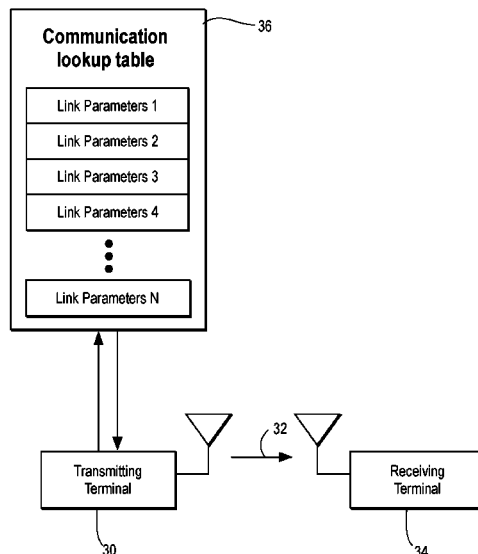 36
Communication
lookup table
Link Parameters 1
Link Parameters 2
Link Parameters 3
Link Parameters 4
Link Parameters N
32
Transmitting
Terminal
Receiving
Terminal
30
34